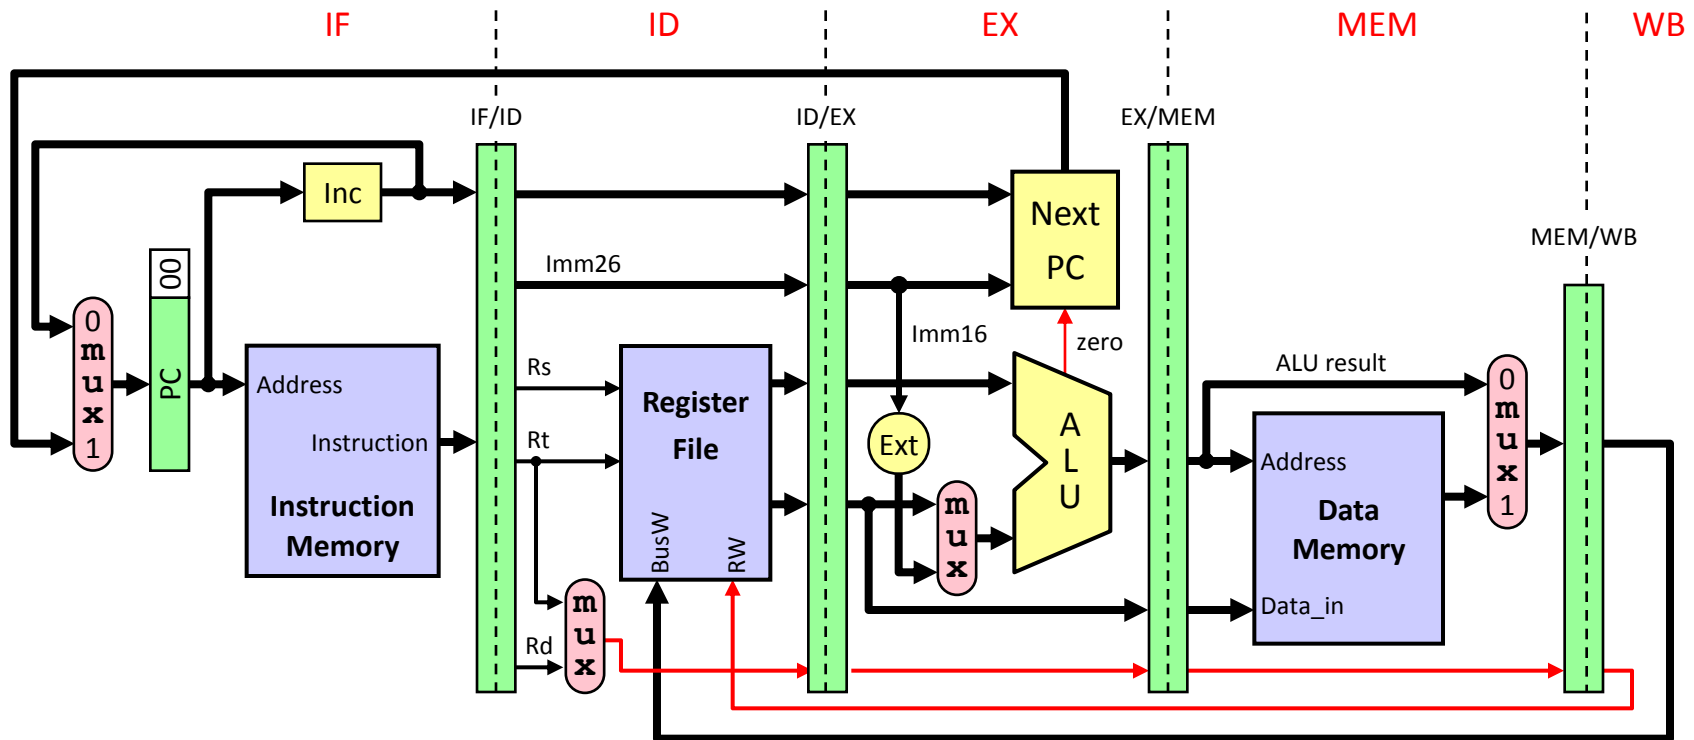 IF
ID
EX
MEM
WB
IF/ID
ID/EX
EX/MEM
MEM/WB
Inc
Next
PC
00
PC
Imm26
Imm16
zero
0
m
u
x
1
Address
Instruction
Instruction
Memory
Rs
Rt
Rd
Register
File
BusW
RW
m
u
x
Ext
m
u
x
A
L
U
ALU result
Address
Data
Memory
Data_in
0
m
u
x
1